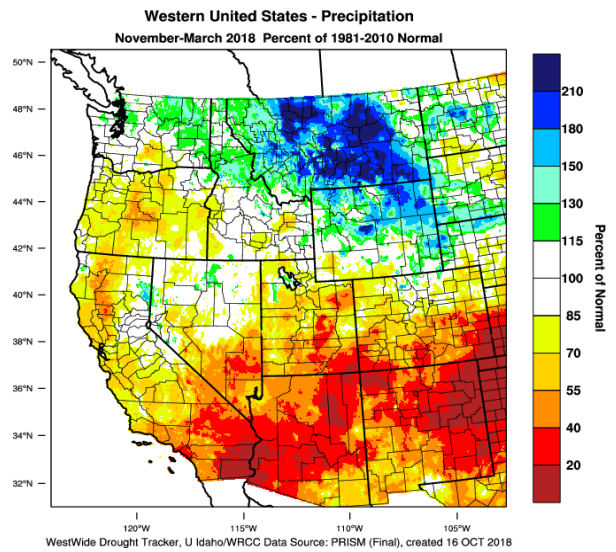 Western United States - Precipitation
November-March 2018 Percent of 1981-2010 Normal
50°N
48°N
46°N
44°N
42°N
40°N
38°N
36°N
34°N
32°N
120°W
115°W
110°W
105°W
210
180
150
130
115
100
85
70
55
40
20
Percent of Normal
WestWide Drought Tracker, U Idaho/WRCC Data Source: PRISM (Final), created 16 OCT 2018